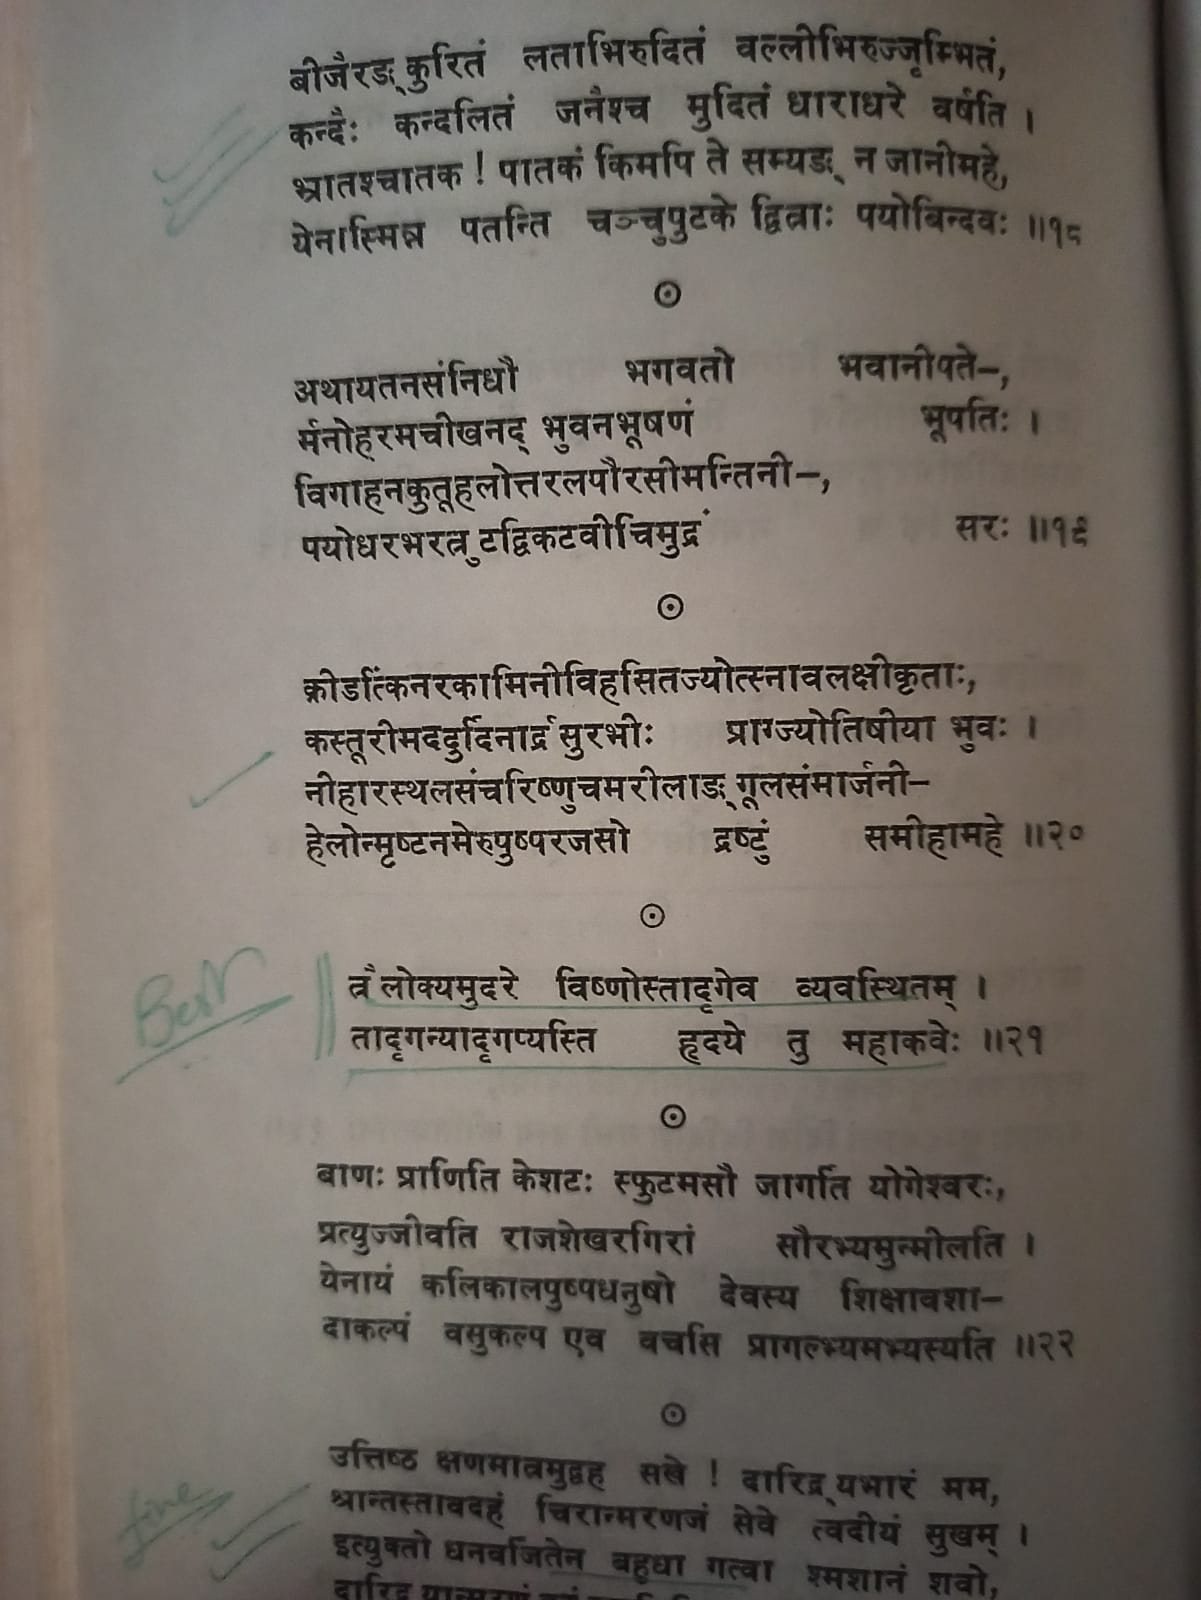 बीजैरङ्कुरितं लताभिरुदितं वल्लीभिरुज्जृम्भितं,
कन्दैः कन्दलितं जनैश्च मुदितं धाराधरे वर्षति ।
भ्रातश्चातक ! पातकं किमपि ते सम्यङ् न जानीमहे,
येनास्मिन्न पतन्ति चञ्चुपुटके द्वित्राः पयोबिन्दवः ॥१८
अथायतनसंनिधौ भगवतो भवानीपते–,
र्मनोहरमचीखनद् भुवनभूषणं भूपतिः ।
विगाहनकुतूहलोत्तरलपौरसीमन्तिनी–,
पयोधरभरत्रुटद्विकटवीचिमुद्रं सरः ॥१९
क्रीडत्किंनरकामिनीविहसितज्योत्स्नावलक्षीकृताः,
कस्तूरीमददुर्दिनार्द्रसुरभीः प्राग्ज्योतिषीया भुवः ।
नीहारस्थलसंचरिष्णुचमरीलाङ्गूलसंमार्जनी–
हेलोन्मृष्टनमेरुपुष्परजसो द्रष्टुं समीहामहे ॥२०
Best
त्रैलोक्यमुदरे विष्णोस्तादृगेव व्यवस्थितम् ।
तादृगन्यादृगप्यस्ति हृदये तु महाकवेः ॥२१
बाणः प्राणिति केशटः स्फुटमसौ जागर्ति योगेश्वरः,
प्रत्युज्जीवति राजशेखरगिरां सौरभ्यमुन्मीलति ।
येनायं कलिकालपुष्पधनुषो देवस्य शिक्षावशा–
दाकल्पं वसुकल्प एव वचसि प्रागल्भ्यमभ्यस्यति ॥२२
उत्तिष्ठ क्षणमात्रमुद्वह सखे ! दारिद्र्यभारं मम,
fine
श्रान्तस्तावदहं चिरान्मरणजं सेवे त्वदीयं सुखम् ।
इत्युक्तो धनवर्जितेन बहुधा गत्वा श्मशानं शवो,